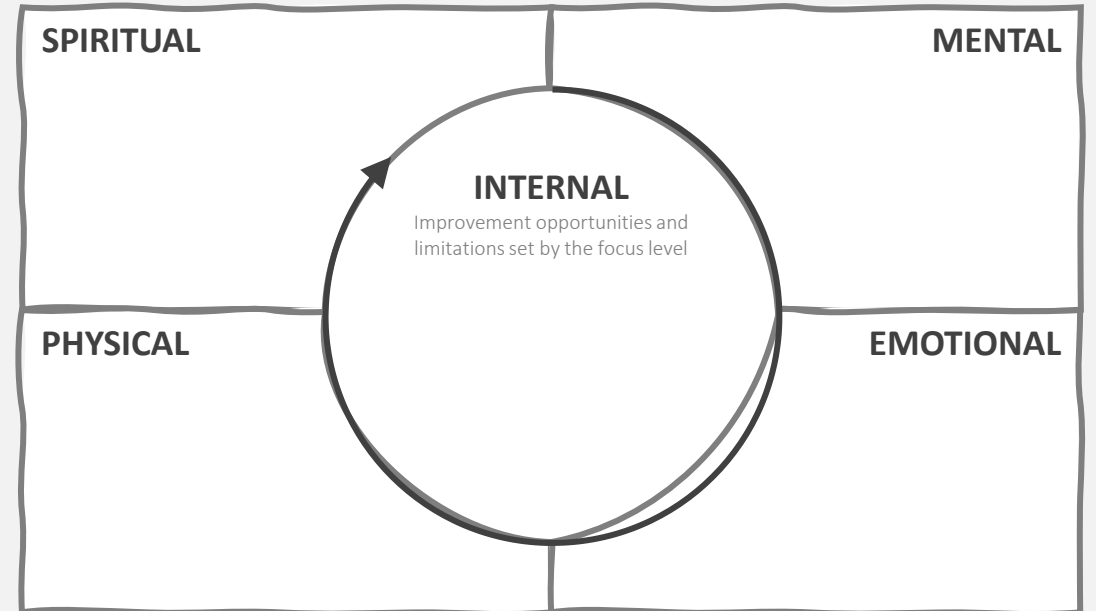 SPIRITUAL
MENTAL
INTERNAL
Improvement opportunities and
limitations set by the focus level
PHYSICAL
EMOTIONAL